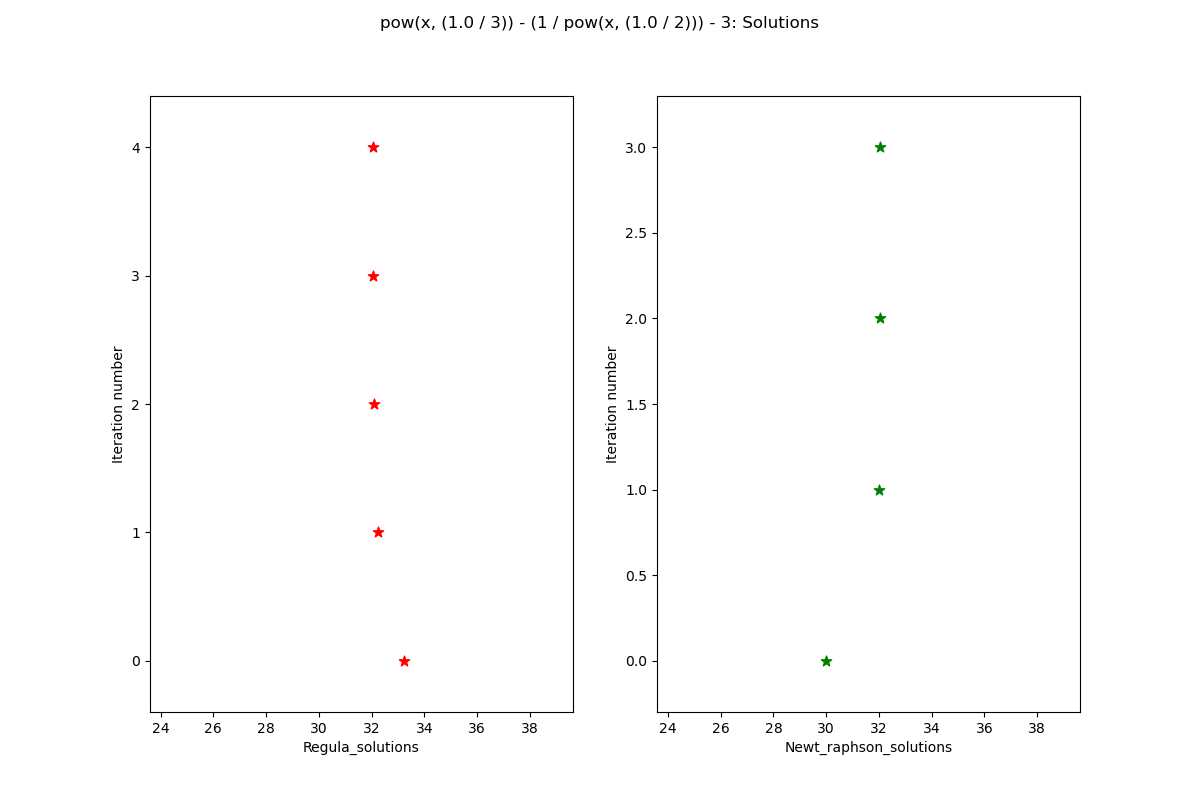 pow(x, (1.0 / 3)) - (1 / pow(x, (1.0 / 2))) - 3: Solutions
Iteration number
4
3
2
1
0
24 26 28 30 32 34 36 38
Regula_solutions
Iteration number
3.0
2.5
2.0
1.5
1.0
0.5
0.0
24 26 28 30 32 34 36 38
Newt_raphson_solutions